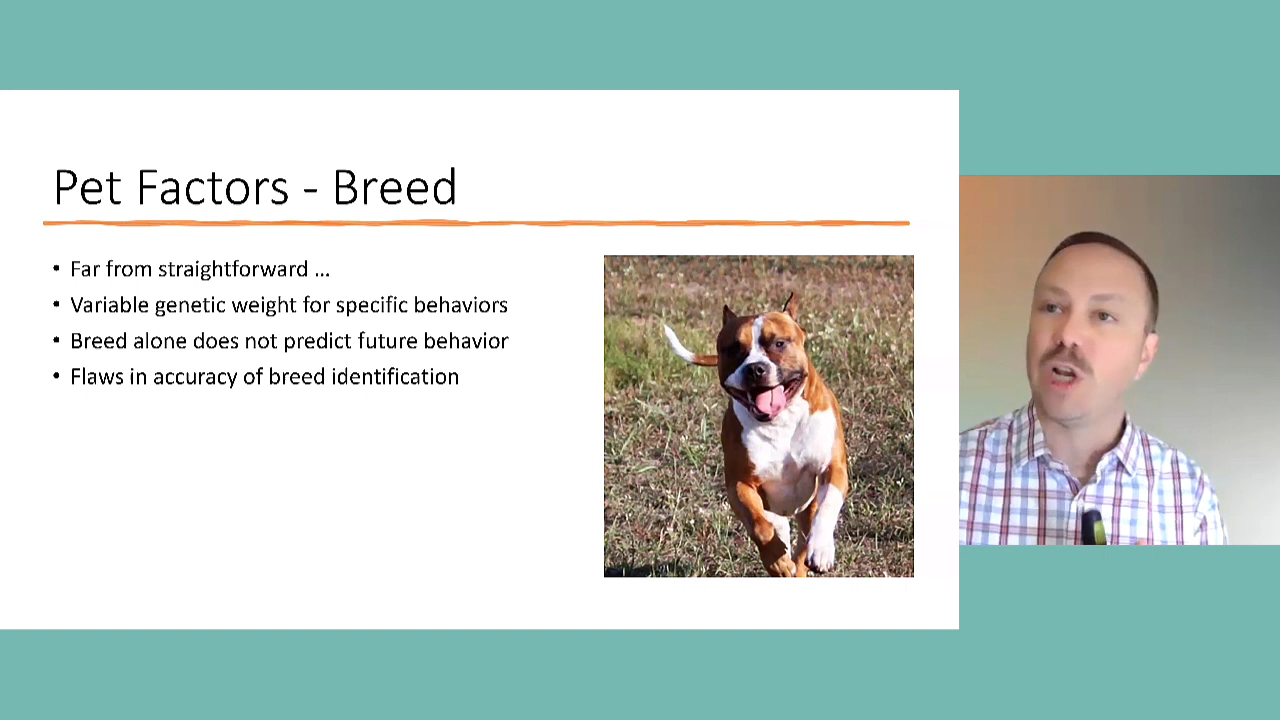 Pet Factors - Breed
• Far from straightforward ...
• Variable genetic weight for specific behaviors
• Breed alone does not predict future behavior
• Flaws in accuracy of breed identification